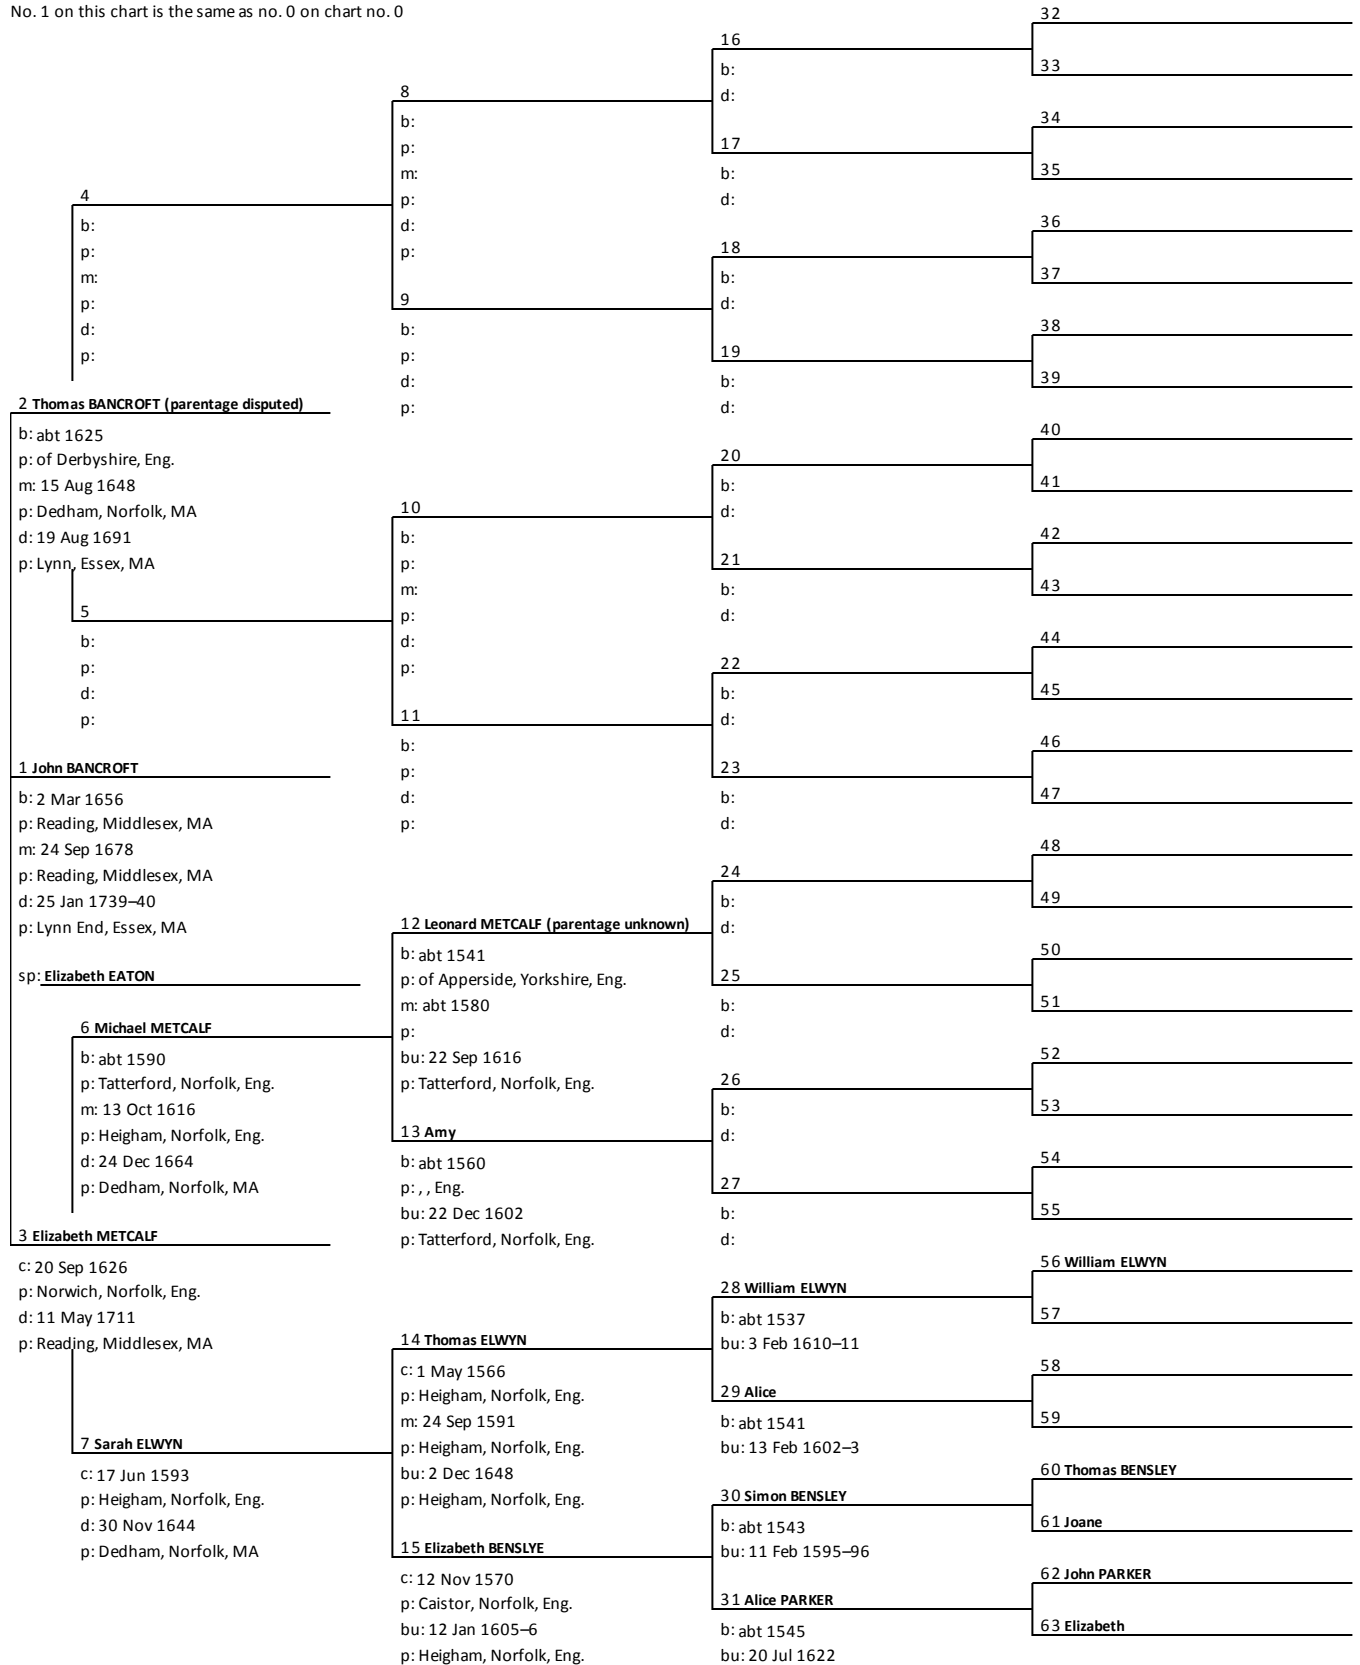 No. 1 on this chart is the same as no. 0 on chart no. 0
4
b:
p:
m:
p:
d:
p:
2 Thomas BANCROFT (parentage disputed)
b: abt 1625
p: of Derbyshire, Eng.
m: 15 Aug 1648
p: Dedham, Norfolk, MA
d: 19 Aug 1691
p: Lynn, Essex, MA
5
b:
p:
d:
p:
1 John BANCROFT
b: 2 Mar 1656
p: Reading, Middlesex, MA
m: 24 Sep 1678
p: Reading, Middlesex, MA
d: 25 Jan 1739–40
p: Lynn End, Essex, MA
sp: Elizabeth EATON
6 Michael METCALF
b: abt 1590
p: Tatterford, Norfolk, Eng.
m: 13 Oct 1616
p: Heigham, Norfolk, Eng.
d: 24 Dec 1664
p: Dedham, Norfolk, MA
3 Elizabeth METCALF
c: 20 Sep 1626
p: Norwich, Norfolk, Eng.
d: 11 May 1711
p: Reading, Middlesex, MA
7 Sarah ELWYN
c: 17 Jun 1593
p: Heigham, Norfolk, Eng.
d: 30 Nov 1644
p: Dedham, Norfolk, MA
8
b:
p:
m:
p:
d:
p:
9
b:
p:
d:
p:
10
b:
p:
m:
p:
d:
p:
11
b:
p:
d:
p:
12 Leonard METCALF (parentage unknown)
b: abt 1541
p: of Apperside, Yorkshire, Eng.
m: abt 1580
p:
bu: 22 Sep 1616
p: Tatterford, Norfolk, Eng.
13 Amy
b: abt 1560
p: , , Eng.
bu: 22 Dec 1602
p: Tatterford, Norfolk, Eng.
14 Thomas ELWYN
c: 1 May 1566
p: Heigham, Norfolk, Eng.
m: 24 Sep 1591
p: Heigham, Norfolk, Eng.
bu: 2 Dec 1648
p: Heigham, Norfolk, Eng.
15 Elizabeth BENSLYE
c: 12 Nov 1570
p: Caistor, Norfolk, Eng.
bu: 12 Jan 1605–6
p: Heigham, Norfolk, Eng.
16
b:
d:
17
b:
d:
18
b:
d:
19
b:
d:
20
b:
d:
21
b:
d:
22
b:
d:
23
b:
d:
24
b:
d:
25
b:
d:
26
b:
d:
27
b:
d:
28 William ELWYN
b: abt 1537
bu: 3 Feb 1610–11
29 Alice
b: abt 1541
bu: 13 Feb 1602–3
30 Simon BENSLEY
b: abt 1543
bu: 11 Feb 1595–96
31 Alice PARKER
b: abt 1545
bu: 20 Jul 1622
32
33
34
35
36
37
38
39
40
41
42
43
44
45
46
47
48
49
50
51
52
53
54
55
56 William ELWYN
57
58
59
60 Thomas BENSLEY
61 Joane
62 John PARKER
63 Elizabeth